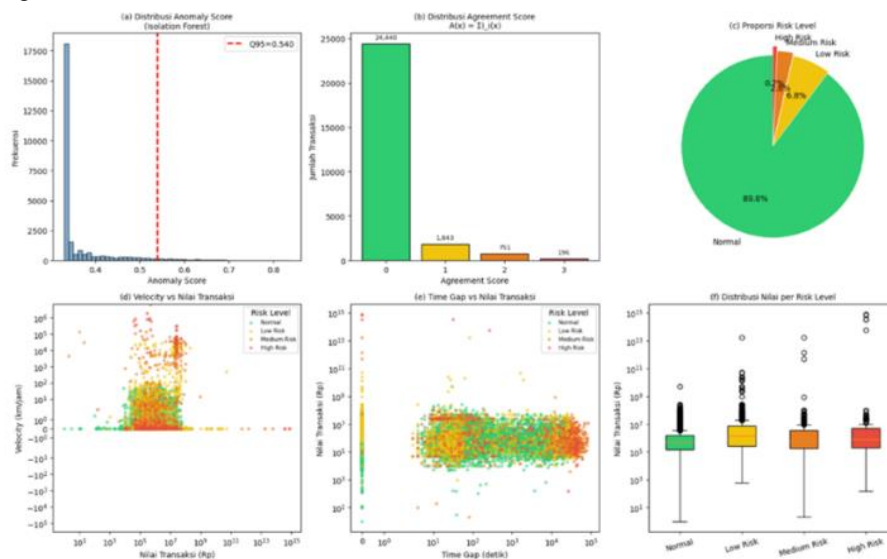 (a) Distribusi Anomaly Score
(Isolation Forest)
Q95=0.540
17500
15000
12500
10000
7500
5000
2500
0
Frekuensi
0.4 0.5 0.6 0.7 0.8
Anomaly Score
(b) Distribusi Agreement Score
A(x) = ΣI_i(x)
25000
20000
15000
10000
5000
0
Jumlah Transaksi
1,843
751
196
0 1 2 3
Agreement Score
(c) Proporsi Risk Level
High Risk
Medium Risk
Low Risk
6.8%
89.8%
Normal
(d) Velocity vs Nilai Transaksi
Risk Level
Normal
Low Risk
Medium Risk
High Risk
Velocity (km/jam)
Nilai Transaksi (Rp)
(e) Time Gap vs Nilai Transaksi
Risk Level
Normal
Low Risk
Medium Risk
High Risk
Nilai Transaksi (Rp)
Time Gap (detik)
(f) Distribusi Nilai per Risk Level
Nilai Transaksi (Rp)
Normal Low Risk Medium Risk High Risk